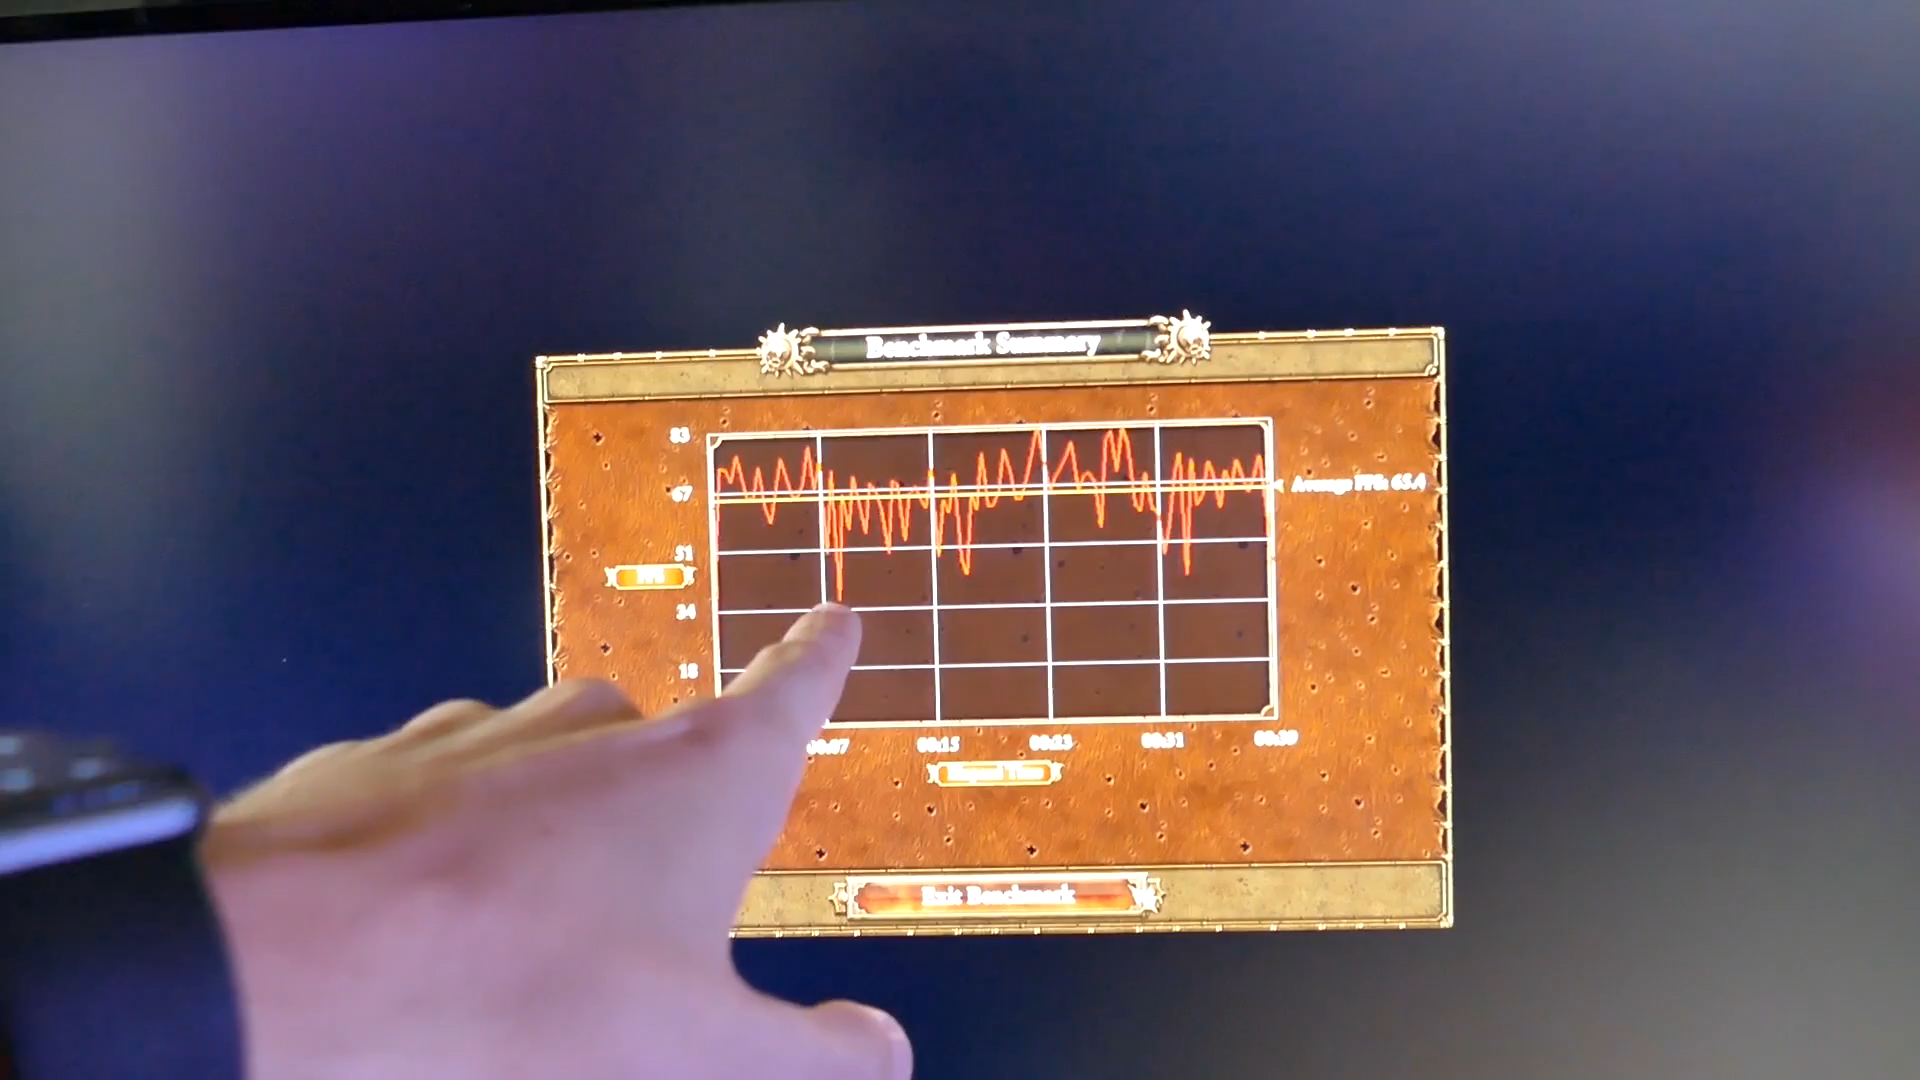 Benchmark Summary
83
67
Average FPS: 65.4
51
FPS
34
18
00:07 00:15 00:23 00:31 00:39
Elapsed Time
Exit Benchmark